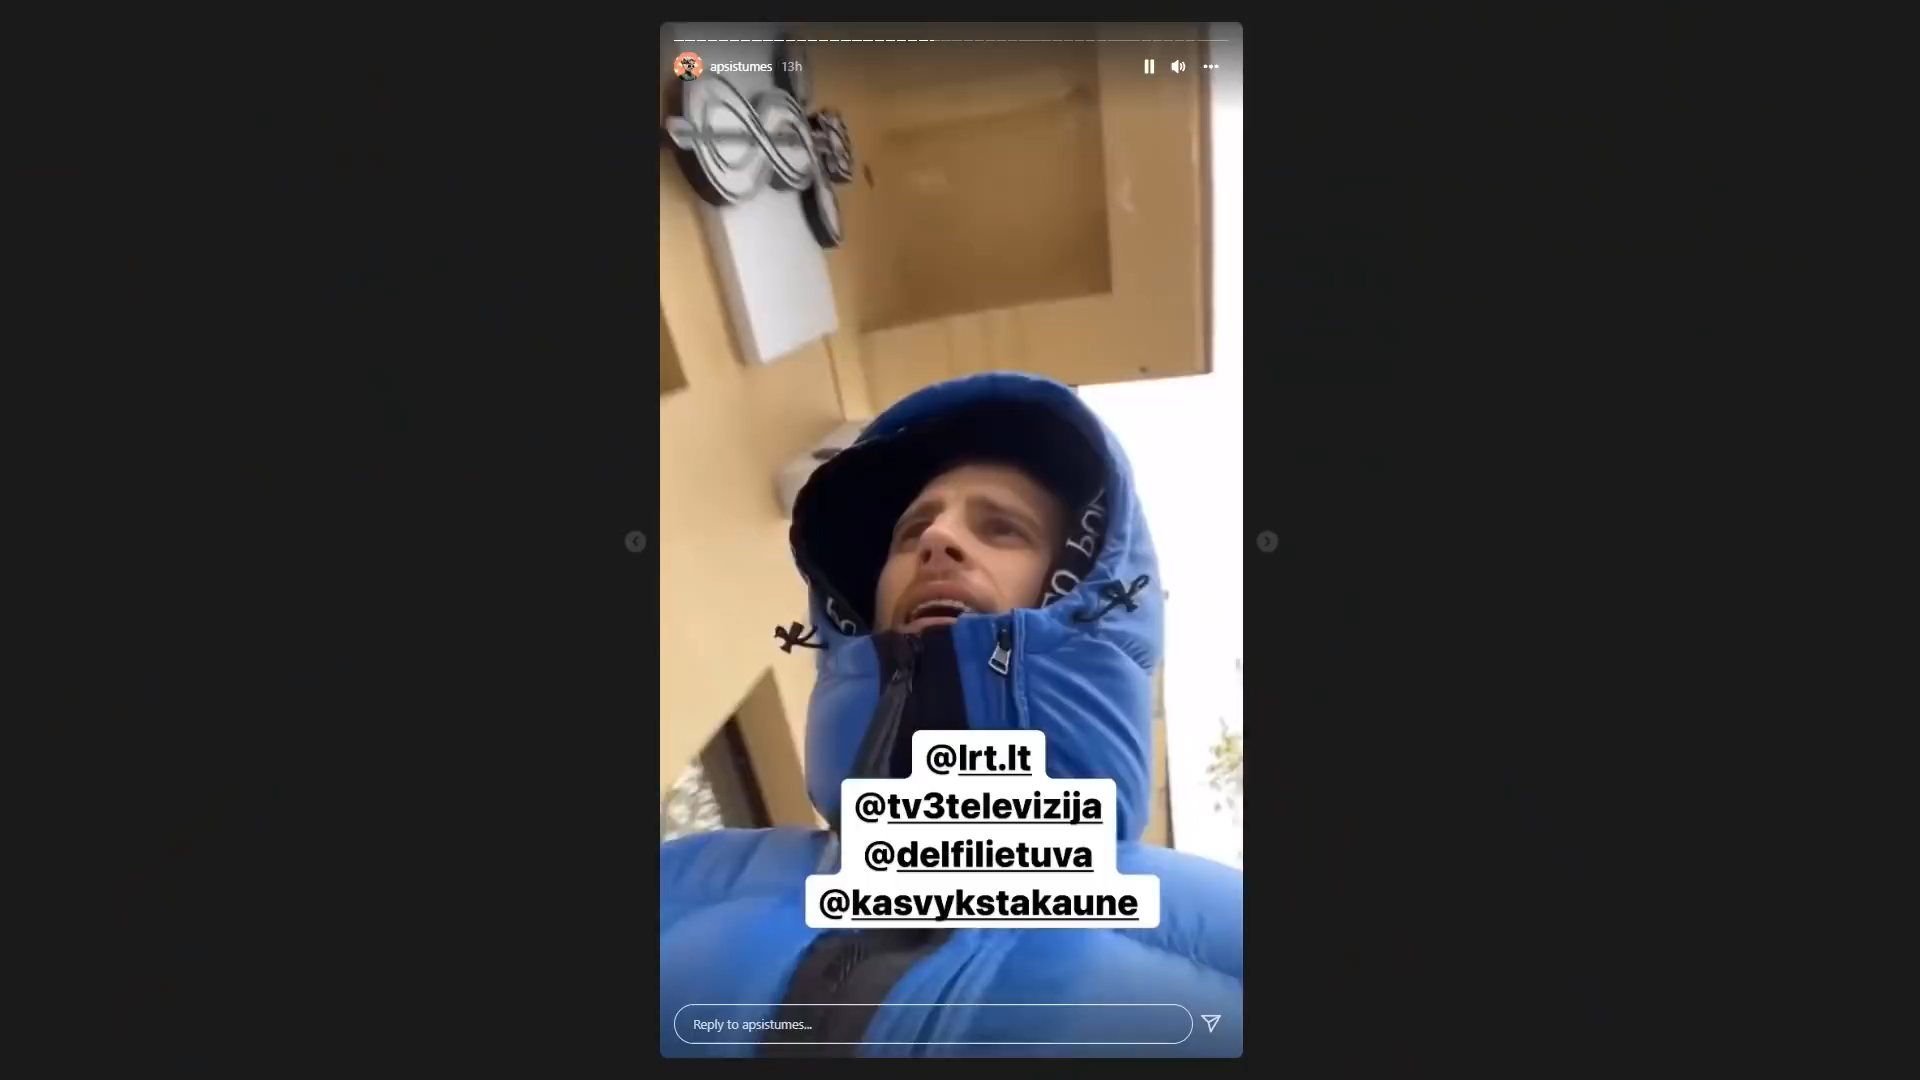 apsistumes 13h
@lrt.lt
@tv3televizija
@delfilietuva
@kasvykstakaune
Reply to apsistumes...